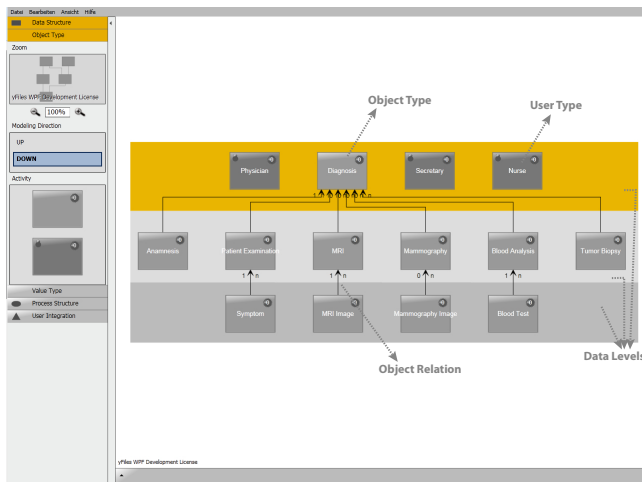 Datei Bearbeiten Ansicht Hilfe
Data Structure
Object Type
Zoom
yFiles WPF Development License
100%
Modeling Direction
UP
DOWN
Activity
Value Type
Process Structure
User Integration
Object Type
User Type
Physician
Diagnosis
Secretary
Nurse
n
Anamnesis
Patient Examination
MRI
Mammography
Blood Analysis
Tumor Biopsy
1 n
1 n
0 n
1 n
Symptom
MRI Image
Mammography Image
Blood Test
Data Levels
Object Relation
yFiles WPF Development License